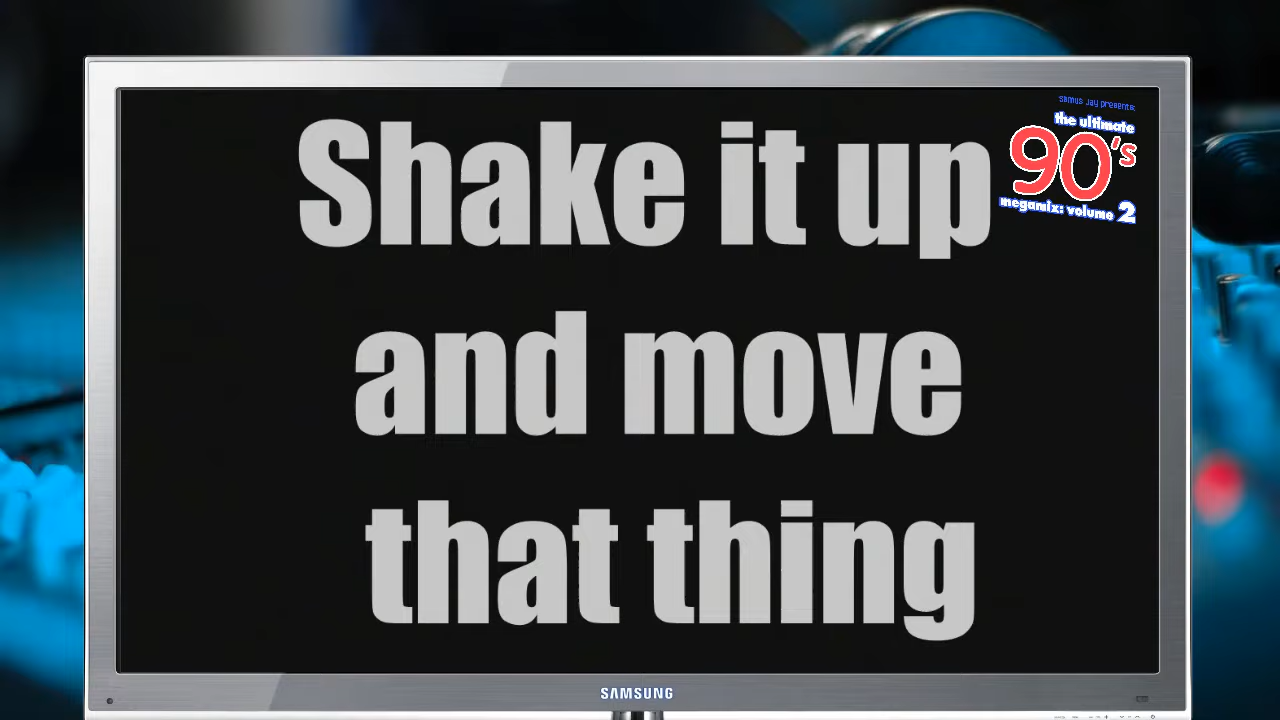 Samus Jay presents:
the ultimate
90's
megamix: volume 2
Shake it up
and move
that thing
SAMSUNG